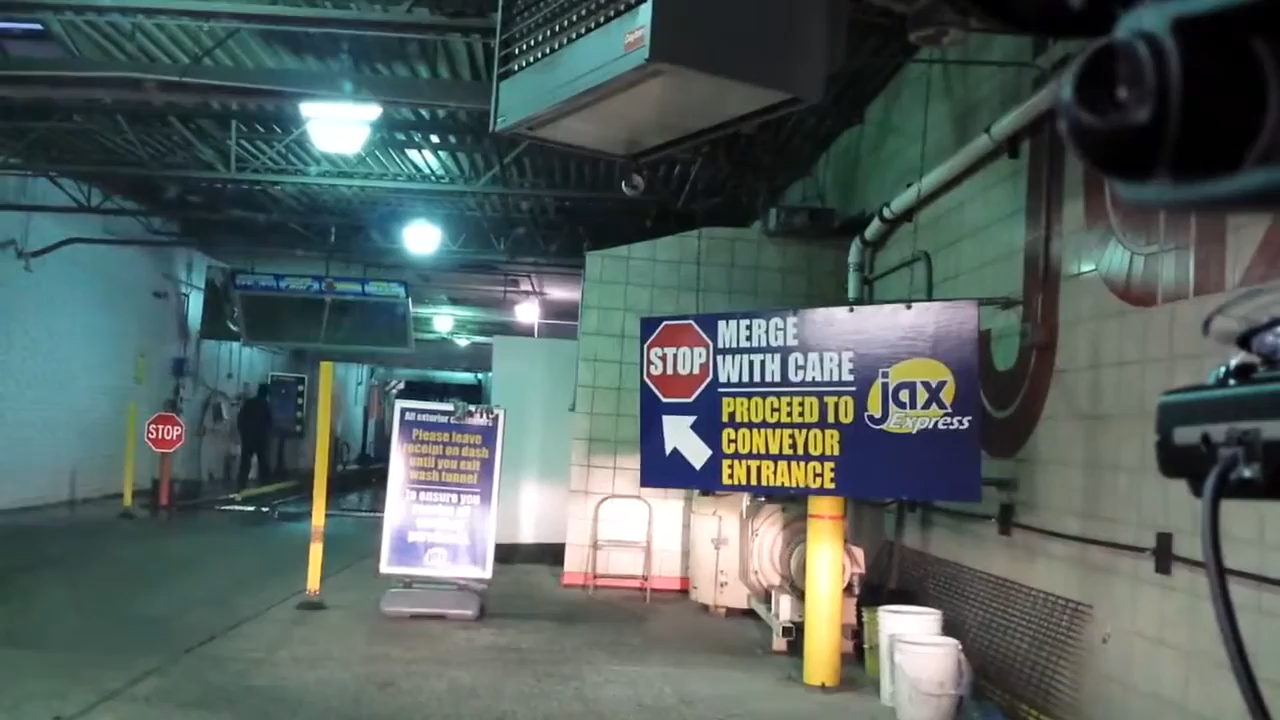 STOP
MERGE
WITH CARE
PROCEED TO
CONVEYOR
ENTRANCE
jax
Express
STOP
All exterior customers
Please leave
receipt on dash
until you exit
wash tunnel
To ensure you